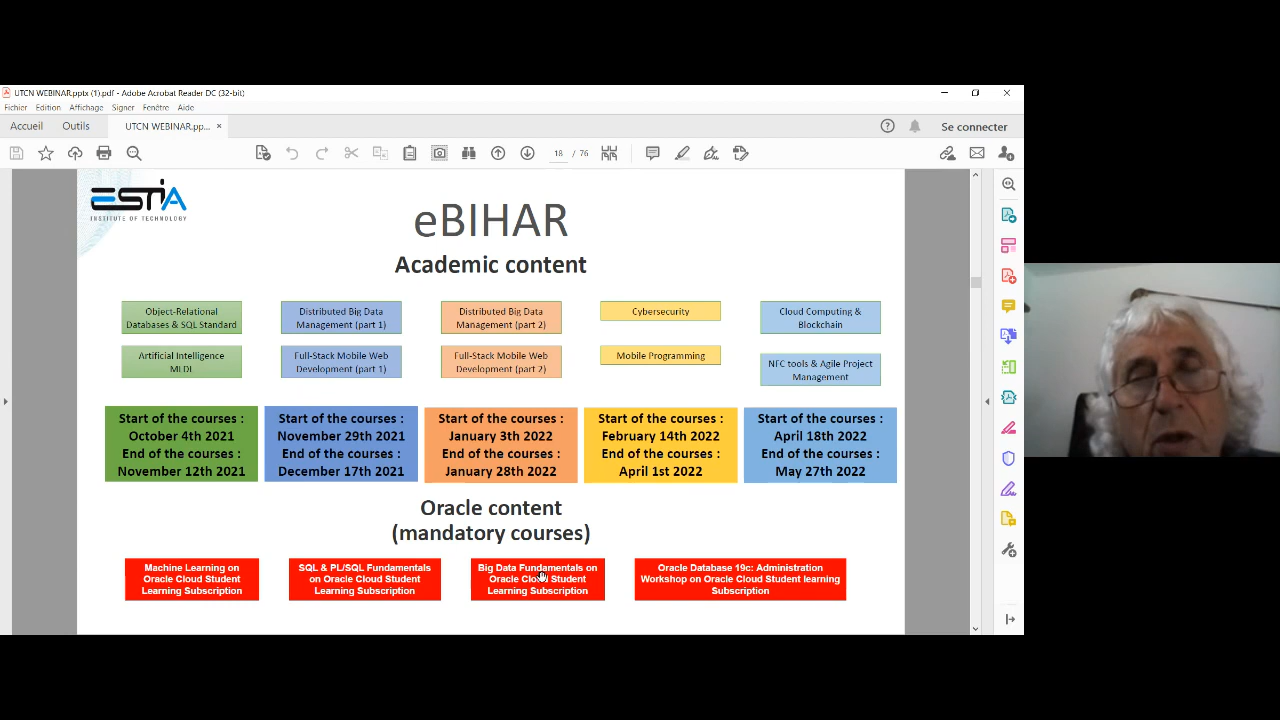 UTCN WEBINAR.pptx (1).pdf - Adobe Acrobat Reader DC (32-bit)
Fichier Edition Affichage Signer Fenêtre Aide
Accueil Outils UTCN WEBINAR.pp... × Se connecter
18 / 76
ESTIA
INSTITUTE OF TECHNOLOGY
eBIHAR
Academic content
Object-Relational
Databases & SQL Standard
Distributed Big Data
Management (part 1)
Distributed Big Data
Management (part 2)
Cybersecurity
Cloud Computing &
Blockchain
Artificial Intelligence
MLDL
Full-Stack Mobile Web
Development (part 1)
Full-Stack Mobile Web
Development (part 2)
Mobile Programming
NFC tools & Agile Project
Management
Start of the courses :
October 4th 2021
End of the courses :
November 12th 2021
Start of the courses :
November 29th 2021
End of the courses :
December 17th 2021
Start of the courses :
January 3th 2022
End of the courses :
January 28th 2022
Start of the courses :
February 14th 2022
End of the courses :
April 1st 2022
Start of the courses :
April 18th 2022
End of the courses :
May 27th 2022
Oracle content
(mandatory courses)
Machine Learning on
Oracle Cloud Student
Learning Subscription
SQL & PL/SQL Fundamentals
on Oracle Cloud Student
Learning Subscription
Big Data Fundamentals on
Oracle Cloud Student
Learning Subscription
Oracle Database 19c: Administration
Workshop on Oracle Cloud Student learning
Subscription